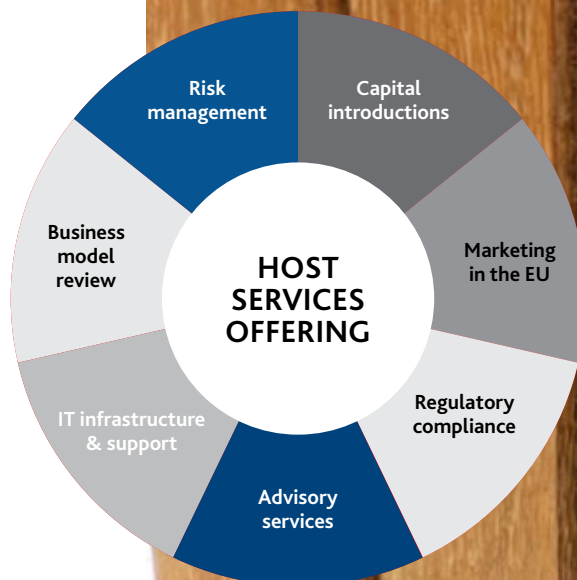 Risk
management
Capital
introductions
Marketing
in the EU
Regulatory
compliance
Advisory
services
IT infrastructure
& support
Business
model
review
HOST
SERVICES
OFFERING